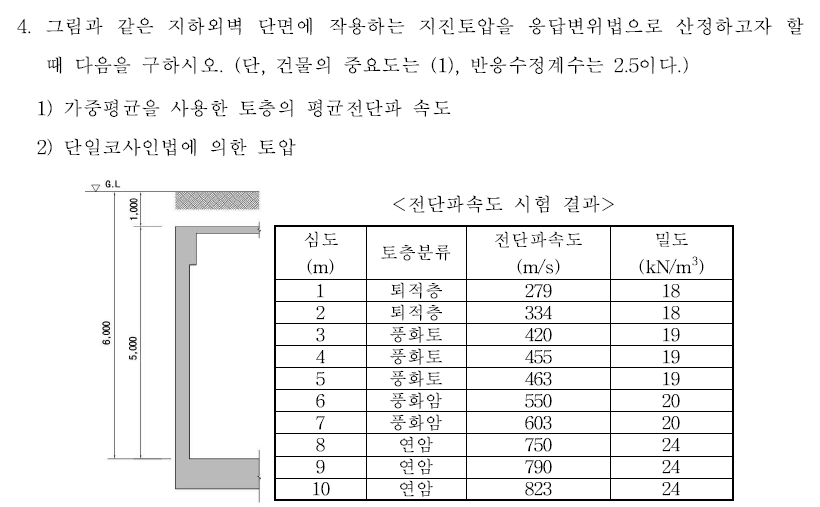 4. 그림과 같은 지하외벽 단면에 작용하는 지진토압을 응답변위법으로 산정하고자 할
때 다음을 구하시오. (단, 건물의 중요도는 (1), 반응수정계수는 2.5이다.)
1) 가중평균을 사용한 토층의 평균전단파 속도
2) 단일코사인법에 의한 토압
G.L
1,000
6,000
5,000
<전단파속도 시험 결과>
심도 (m) 토층분류 전단파속도 (m/s) 밀도 (kN/m³)
1 퇴적층 279 18
2 퇴적층 334 18
3 풍화토 420 19
4 풍화토 455 19
5 풍화토 463 19
6 풍화암 550 20
7 풍화암 603 20
8 연암 750 24
9 연암 790 24
10 연암 823 24